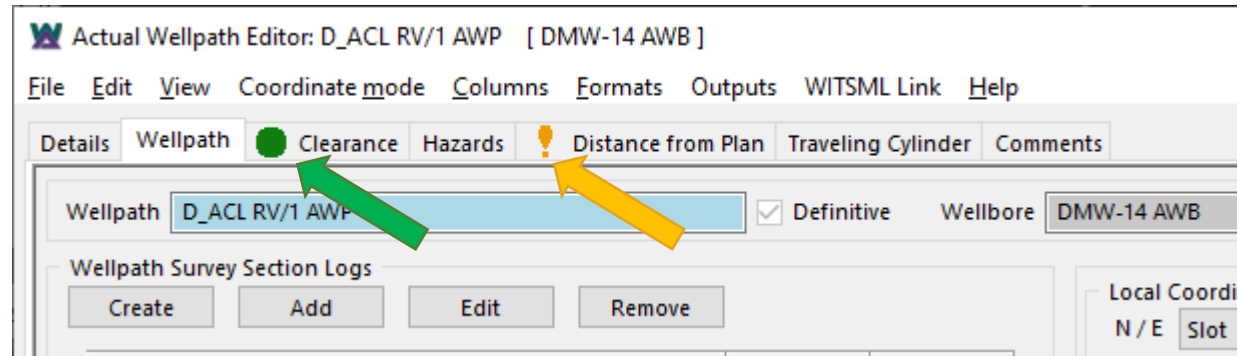 Actual Wellpath Editor: D_ACL RV/1 AWP [ DMW-14 AWB ]
File Edit View Coordinate mode Columns Formats Outputs WITSML Link Help
Details Wellpath Clearance Hazards ! Distance from Plan Traveling Cylinder Comments
Wellpath D_ACL RV/1 AWP Definitive Wellbore DMW-14 AWB
Wellpath Survey Section Logs
Create Add Edit Remove
Local Coordi
N / E Slot